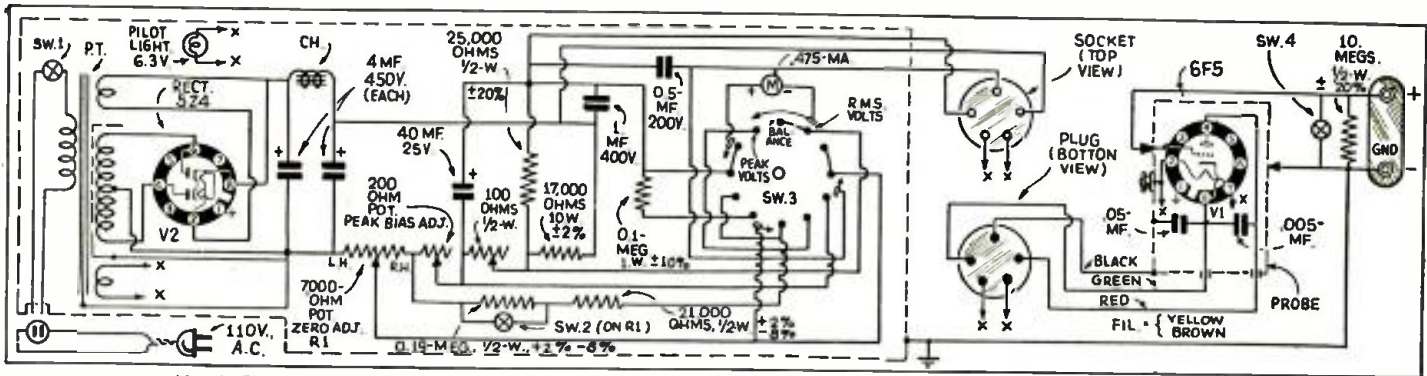 SW.1
P.T.
PILOT
LIGHT
6.3V.
X
X
RECT.
5Z4
V2
CH.
4 MF.
450V.
(EACH)
+
+
40 MF.
25V.
+
200
OHM
POT.
PEAK BIAS ADJ.
25,000
OHMS
1/2-W.
±20%
100
OHMS
1/2-W.
17,000
OHMS
10 W
±2%
1
MF
400V.
0.5-
MF.
200V.
0.1-
MEG.
1.W. ±10%
.475-MA
+ M -
R.M.S.
VOLTS
BAL
ANCE
PEAK
VOLTS
SW.3
L.H.
R.H.
7000-
OHM
POT
ZERO ADJ.
R1
SW.2 (ON R1)
21,000
OHMS, 1/2-W
+2%
-8%
0.19-MEG., 1/2-W., +2% -8%
X
X
110V.,
A.C.
SOCKET
(TOP
VIEW)
X X
PLUG
(BOTTON
VIEW)
X X
BLACK
GREEN
RED
FIL. = { YELLOW
BROWN
6F5
SW.4
10.
MEGS.
1/2-W.
± 20%
+
GND
-
V1
X
X
.05-
MF.
.005-
MF.
PROBE